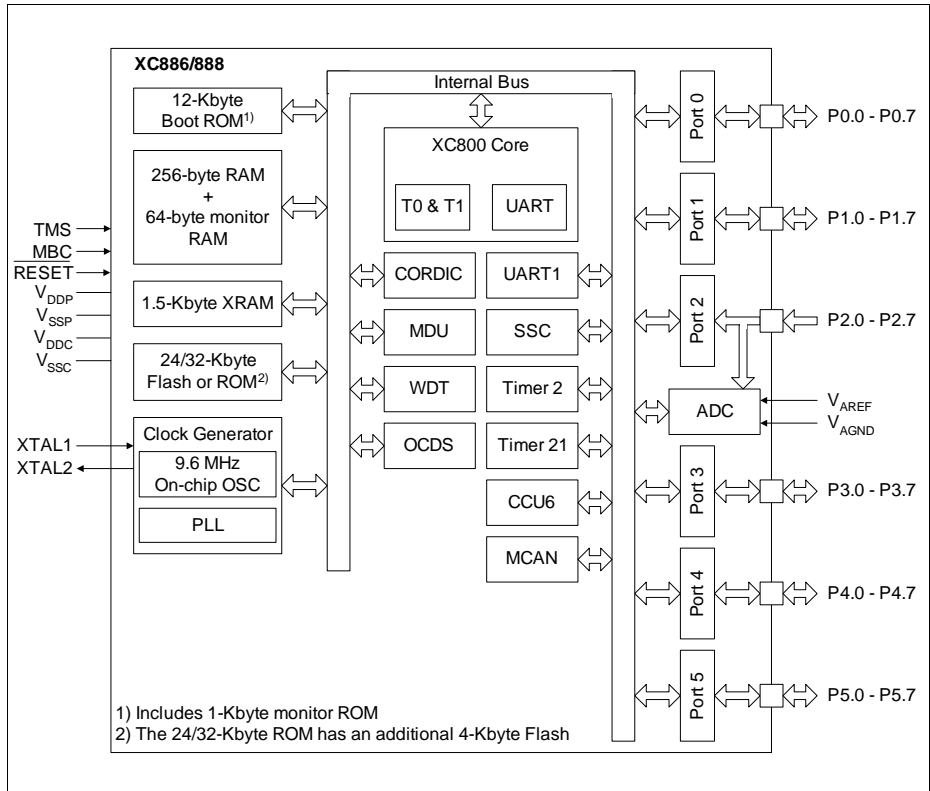 XC886/888
Internal Bus
12-Kbyte
Boot ROM1)
256-byte RAM
+
64-byte monitor
RAM
1.5-Kbyte XRAM
24/32-Kbyte
Flash or ROM2)
Clock Generator
9.6 MHz
On-chip OSC
PLL
TMS
MBC
RESET
VDDP
VSSP
VDDC
VSSC
XTAL1
XTAL2
XC800 Core
T0 & T1
UART
CORDIC
UART1
MDU
SSC
WDT
Timer 2
OCDS
Timer 21
CCU6
MCAN
Port 0
P0.0 - P0.7
Port 1
P1.0 - P1.7
Port 2
P2.0 - P2.7
ADC
VAREF
VAGND
Port 3
P3.0 - P3.7
Port 4
P4.0 - P4.7
Port 5
P5.0 - P5.7
1) Includes 1-Kbyte monitor ROM
2) The 24/32-Kbyte ROM has an additional 4-Kbyte Flash